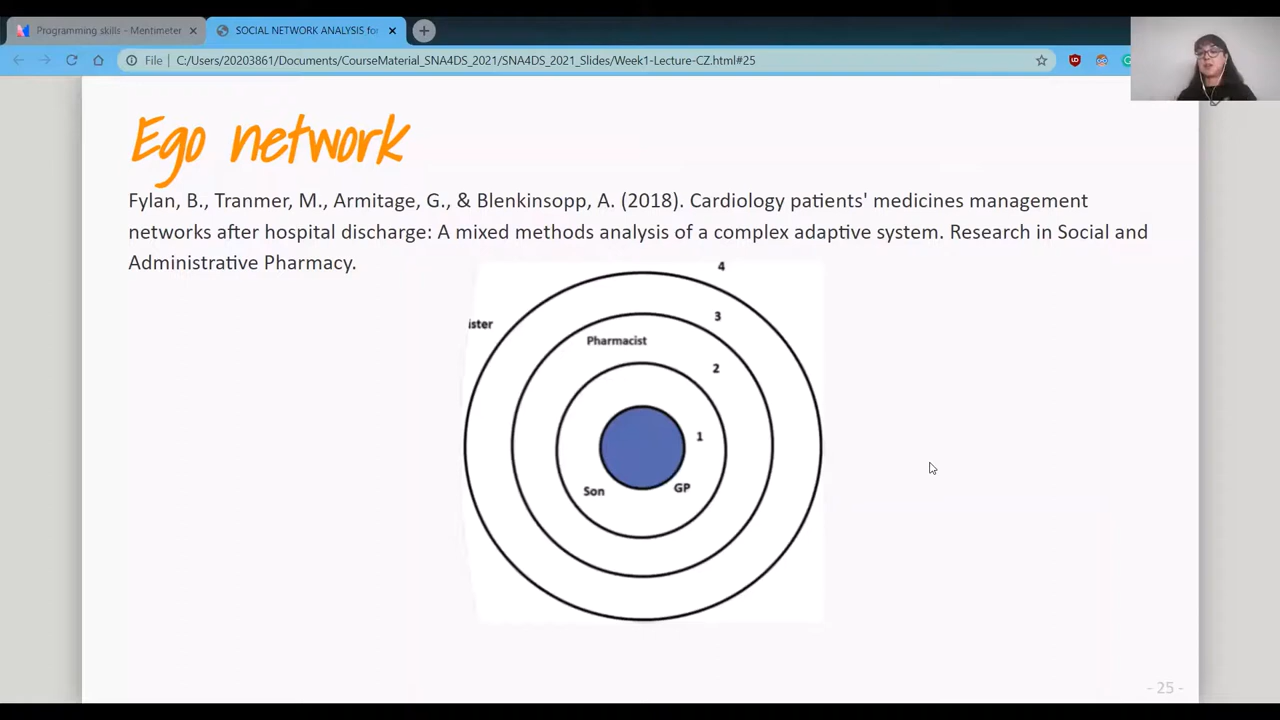 Programming skills - Mentimeter
SOCIAL NETWORK ANALYSIS for
File
C:/Users/20203861/Documents/CourseMaterial_SNA4DS_2021/SNA4DS_2021_Slides/Week1-Lecture-CZ.html#25
Ego network
Fylan, B., Tranmer, M., Armitage, G., & Blenkinsopp, A. (2018). Cardiology patients' medicines management
networks after hospital discharge: A mixed methods analysis of a complex adaptive system. Research in Social and
Administrative Pharmacy.
4
3
ister
Pharmacist
2
1
Son
GP
- 25 -